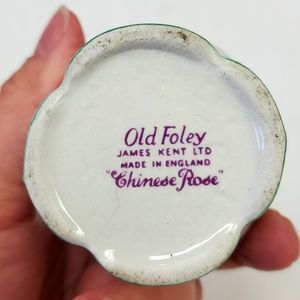 Old Foley
JAMES KENT LTD
MADE IN ENGLAND
"Chinese Rose"